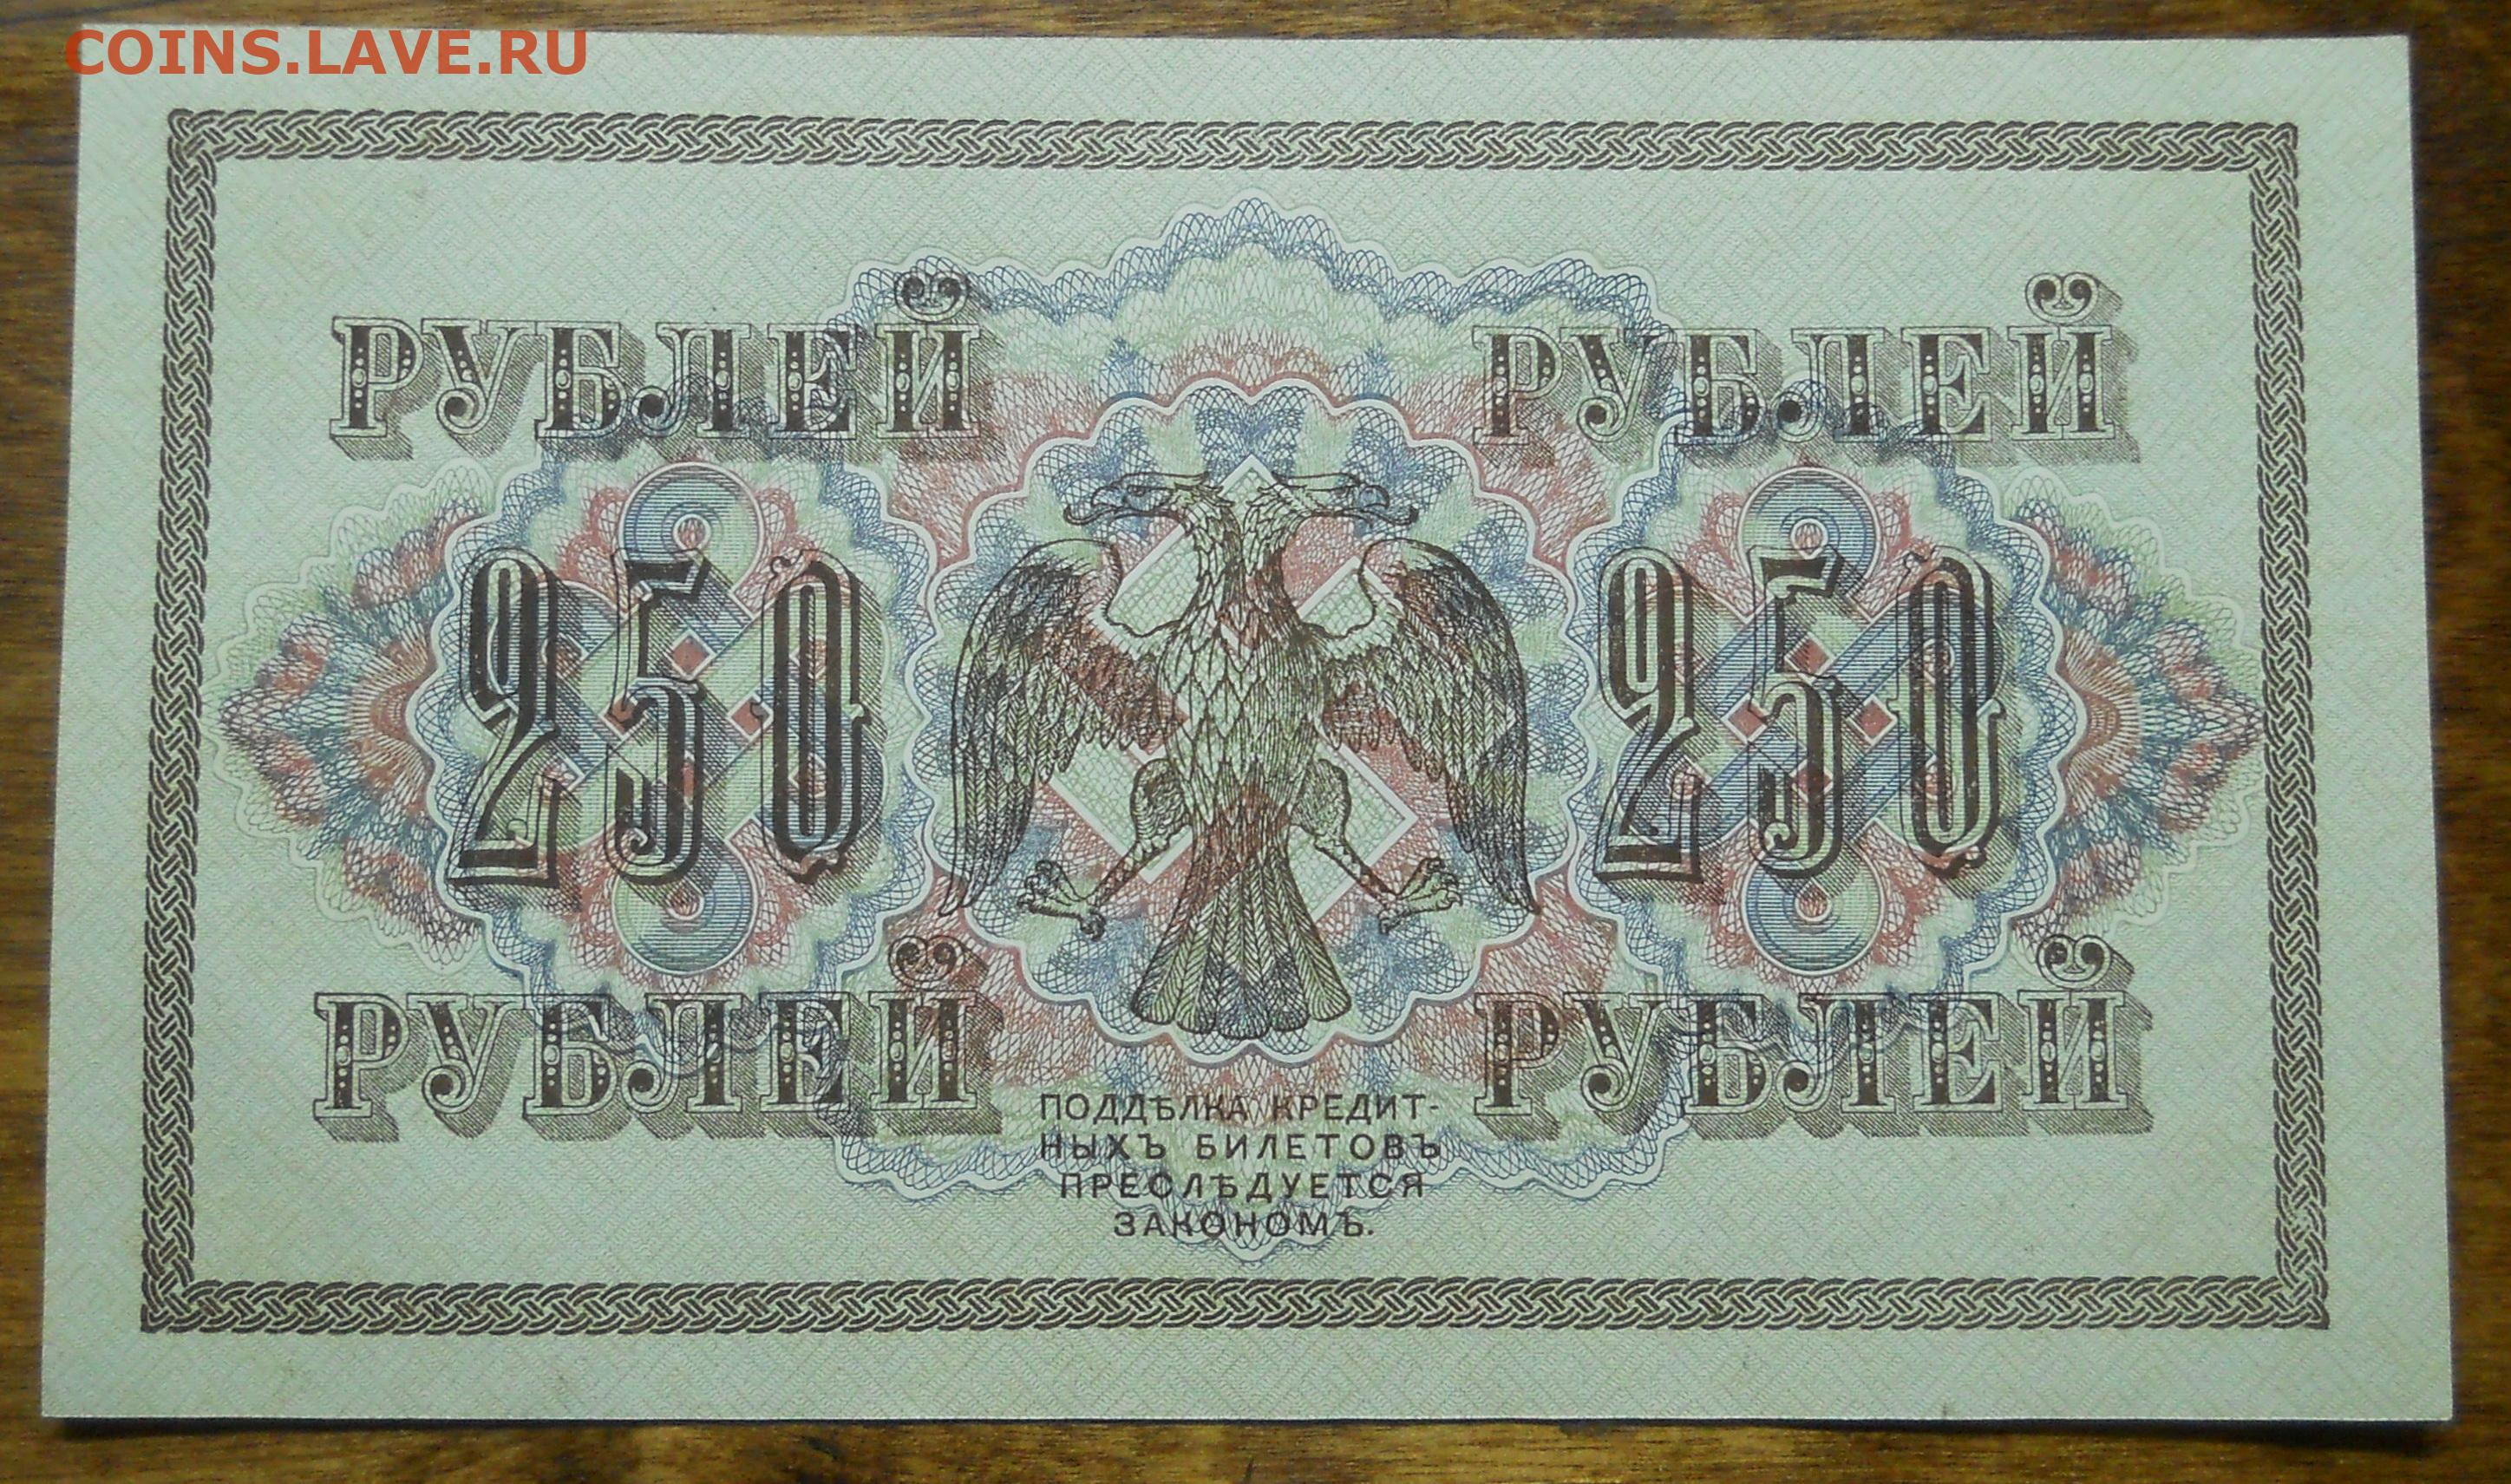 COINS.LAVE.RU
РУБЛЕЙ РУБЛЕЙ
250 250
РУБЛЕЙ РУБЛЕЙ
ПОДДѢЛКА КРЕДИТ-
НЫХЪ БИЛЕТОВЪ
ПРЕСЛѢДУЕТСЯ
ЗАКОНОМЪ.